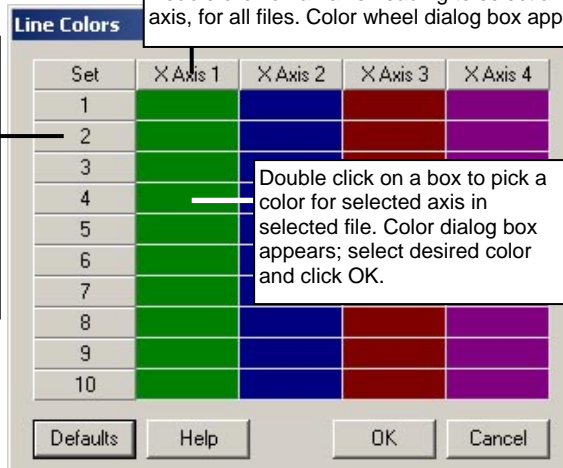 axis, for all files. Color wheel dialog box app
Line Colors
Set X Axis 1 X Axis 2 X Axis 3 X Axis 4
1
2
3
4
5
6
7
8
9
10
Double click on a box to pick a
color for selected axis in
selected file. Color dialog box
appears; select desired color
and click OK.
Defaults Help OK Cancel